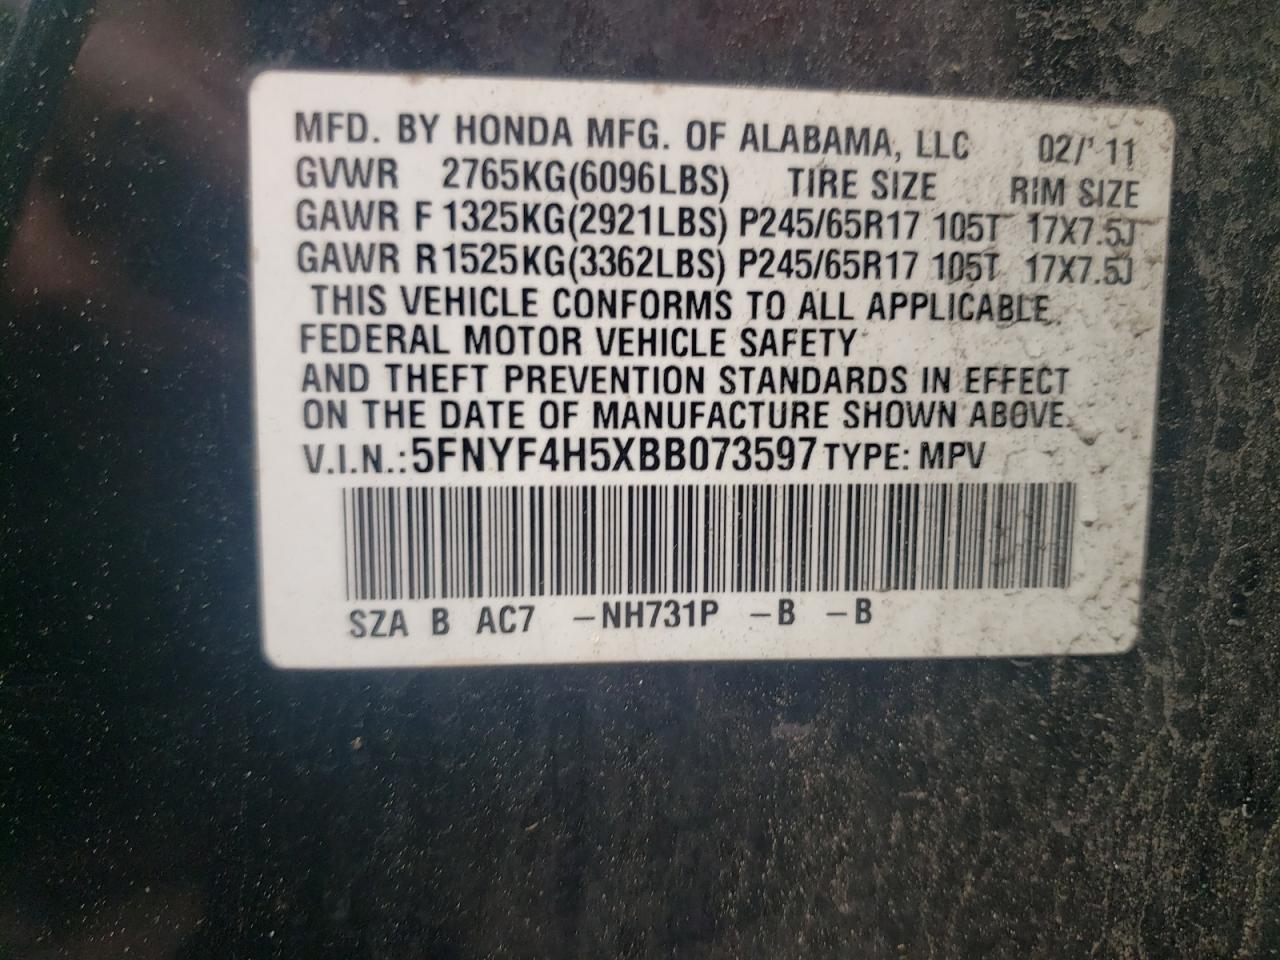 MFD. BY HONDA MFG. OF ALABAMA, LLC 02/'11
GVWR 2765KG(6096LBS) TIRE SIZE RIM SIZE
GAWR F 1325KG(2921LBS) P245/65R17 105T 17X7.5J
GAWR R1525KG(3362LBS) P245/65R17 105T 17X7.5J
THIS VEHICLE CONFORMS TO ALL APPLICABLE
FEDERAL MOTOR VEHICLE SAFETY
AND THEFT PREVENTION STANDARDS IN EFFECT
ON THE DATE OF MANUFACTURE SHOWN ABOVE.
V.I.N.:5FNYF4H5XBB073597 TYPE: MPV
SZA B AC7 -NH731P -B -B